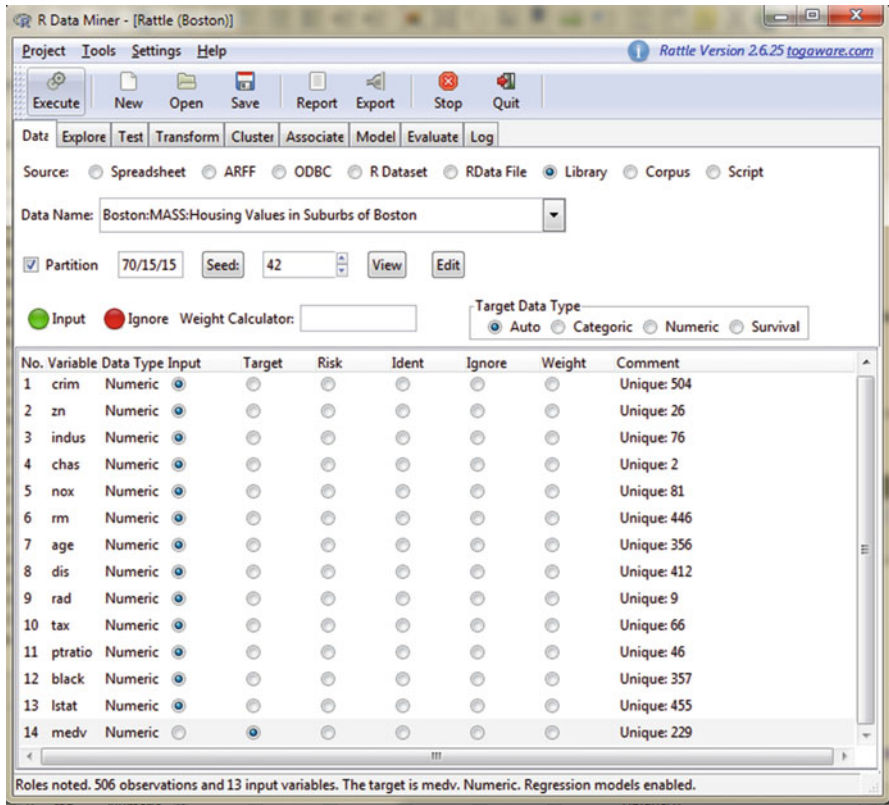 R Data Miner - [Rattle (Boston)]
Project Tools Settings Help Rattle Version 2.6.25 togaware.com
Execute New Open Save Report Export Stop Quit
Data Explore Test Transform Cluster Associate Model Evaluate Log
Source: Spreadsheet ARFF ODBC R Dataset RData File Library Corpus Script
Data Name: Boston:MASS:Housing Values in Suburbs of Boston
Partition 70/15/15 Seed: 42 View Edit
Target Data Type
Input Ignore Weight Calculator: Auto Categoric Numeric Survival
No. Variable Data Type Input Target Risk Ident Ignore Weight Comment
1 crim Numeric Unique: 504
2 zn Numeric Unique: 26
3 indus Numeric Unique: 76
4 chas Numeric Unique: 2
5 nox Numeric Unique: 81
6 rm Numeric Unique: 446
7 age Numeric Unique: 356
8 dis Numeric Unique: 412
9 rad Numeric Unique: 9
10 tax Numeric Unique: 66
11 ptratio Numeric Unique: 46
12 black Numeric Unique: 357
13 lstat Numeric Unique: 455
14 medv Numeric Unique: 229
Roles noted. 506 observations and 13 input variables. The target is medv. Numeric. Regression models enabled.